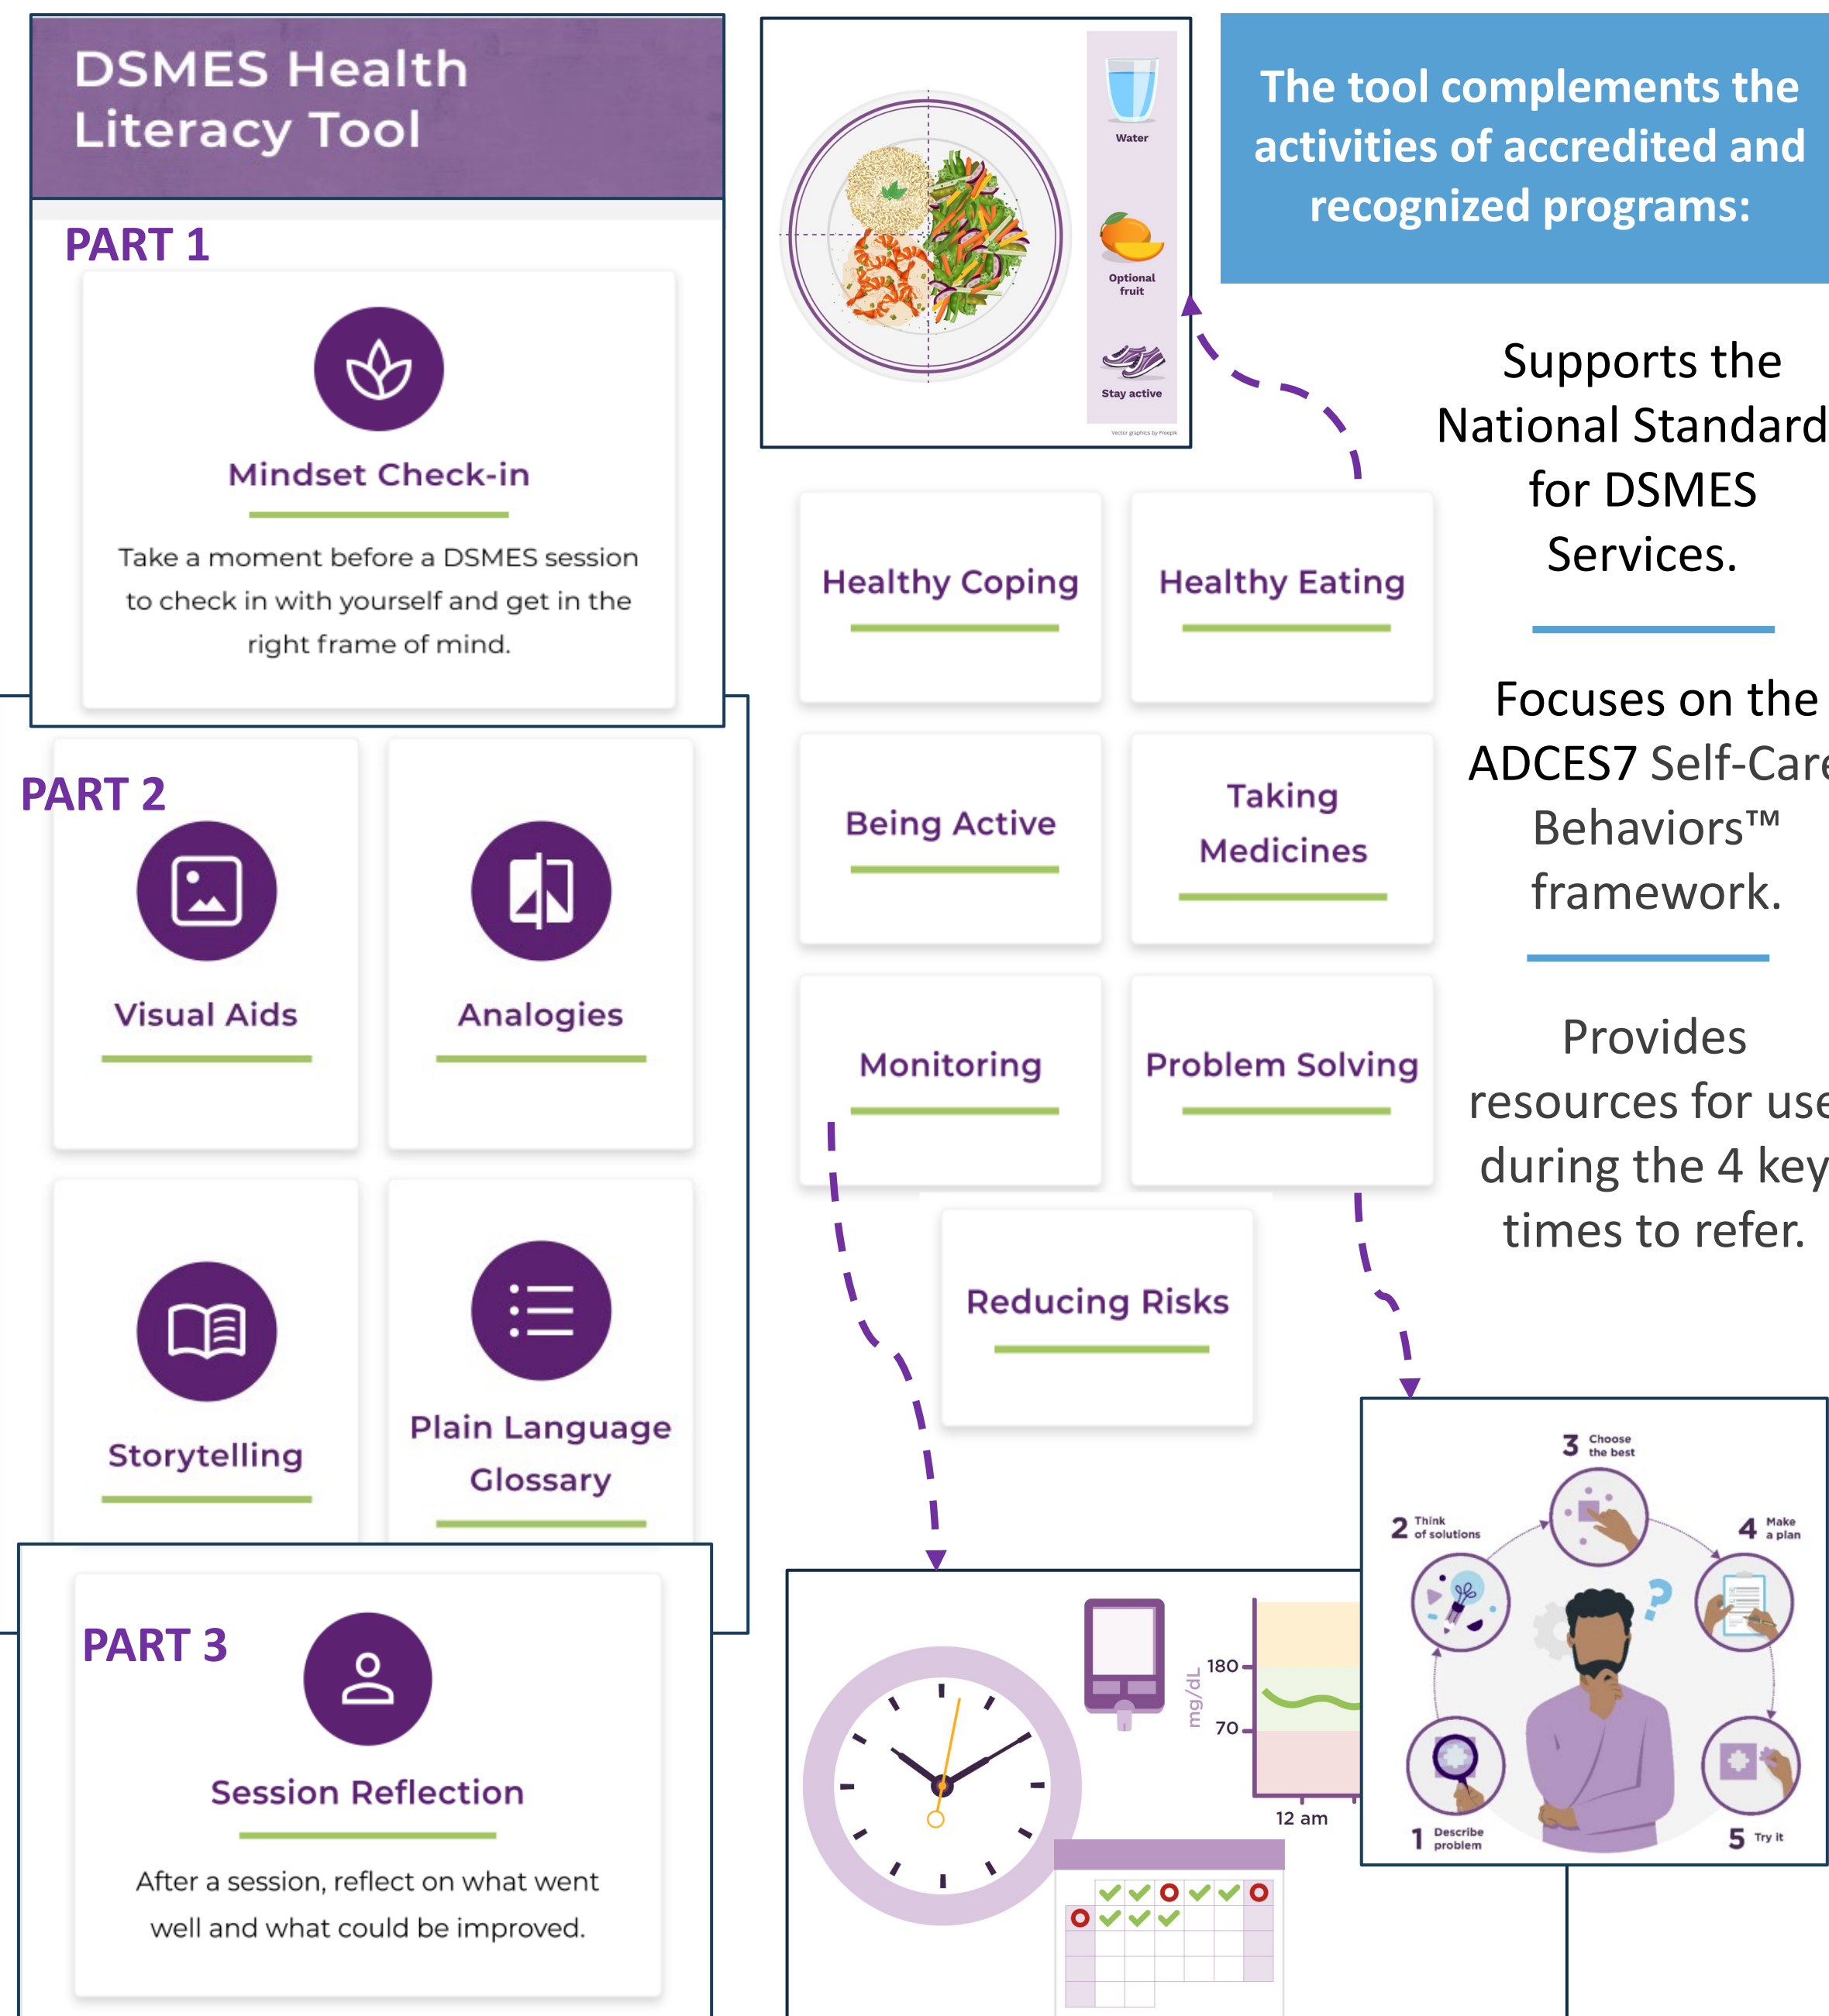 DSMES Health
Literacy Tool
PART 1
Mindset Check-in
Take a moment before a DSMES session
to check in with yourself and get in the
right frame of mind.
PART 2
Visual Aids
Analogies
Storytelling
Plain Language
Glossary
PART 3
Session Reflection
After a session, reflect on what went
well and what could be improved.
Water
Optional
fruit
Stay active
Vector graphics by Freepik
Healthy Coping
Healthy Eating
Being Active
Taking
Medicines
Monitoring
Problem Solving
Reducing Risks
mg/dL
180
70
12 am
1 Describe
problem
2 Think
of solutions
3 Choose
the best
4 Make
a plan
5 Try it
The tool complements the
activities of accredited and
recognized programs:
Supports the
National Standard
for DSMES
Services.
Focuses on the
ADCES7 Self-Care
Behaviors™
framework.
Provides
resources for use
during the 4 key
times to refer.